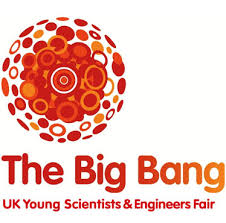 The Big Bang
UK Young Scientists & Engineers Fair